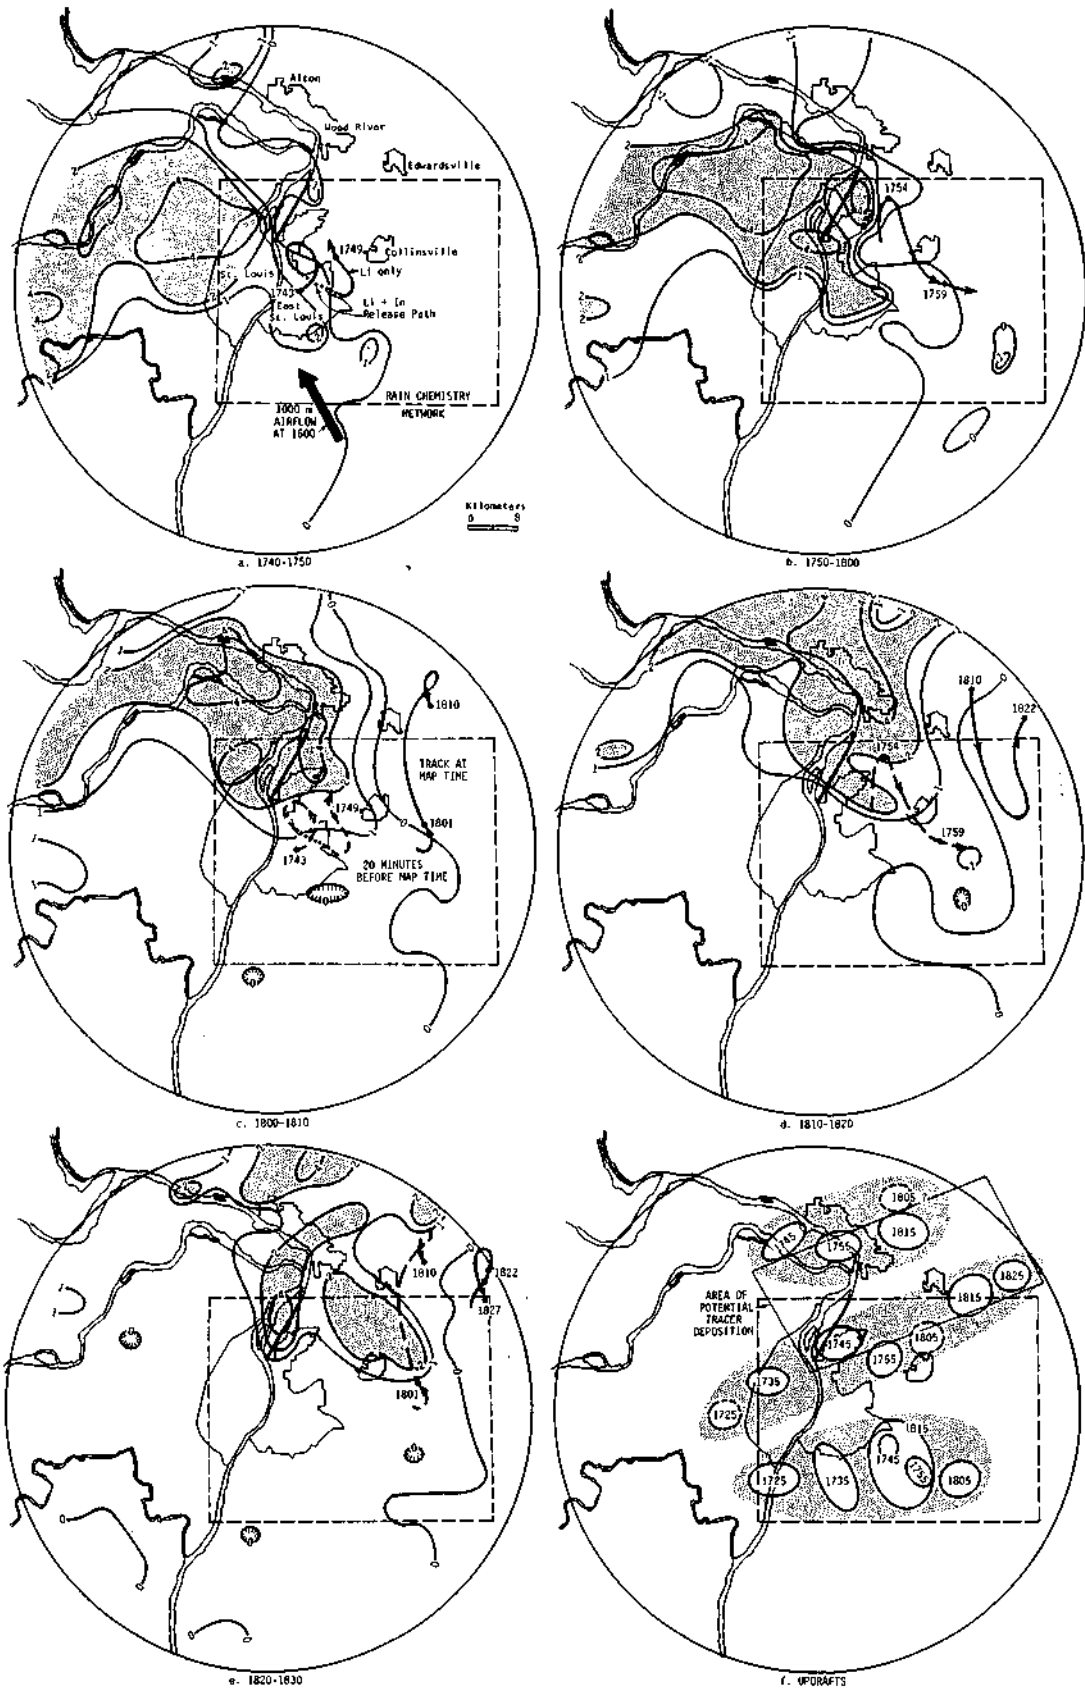 Alton
Wood River
Edwardsville
1749
Collinsville
Li only
St. Louis
1743
East
St. Louis
Li + In
Release Path
3000 m
AIRFLOW
AT 1600
RAIN CHEMISTRY
NETWORK
Kilometers
0 8
a. 1740-1750
1754
1759
b. 1750-1800
1810
TRACK AT
MAP TIME
1749
1801
1743
20 MINUTES
BEFORE MAP TIME
c. 1800-1810
1810
1822
1754
1759
d. 1810-1820
1810
1822
1827
1801
e. 1820-1830
1805
?
1745
1755
1815
1825
1815
AREA OF
POTENTIAL
TRACER
DEPOSITION
1745
1805
1755
1735
1725
1815
1725
1735
1745
1755
1805
f. UPDRAFTS